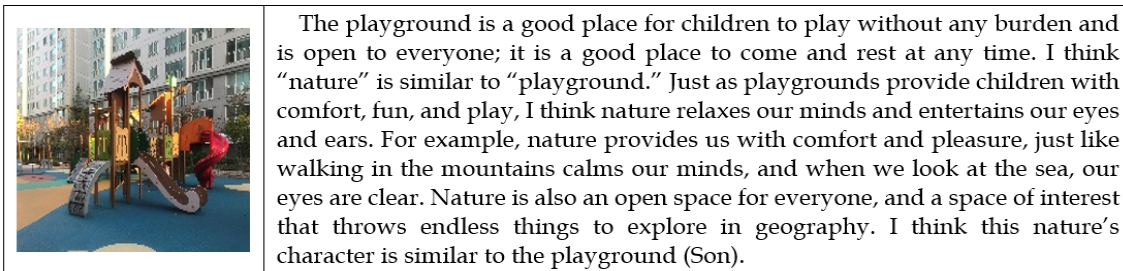 The playground is a good place for children to play without any burden and
is open to everyone; it is a good place to come and rest at any time. I think
“nature” is similar to “playground.” Just as playgrounds provide children with
comfort, fun, and play, I think nature relaxes our minds and entertains our eyes
and ears. For example, nature provides us with comfort and pleasure, just like
walking in the mountains calms our minds, and when we look at the sea, our
eyes are clear. Nature is also an open space for everyone, and a space of interest
that throws endless things to explore in geography. I think this nature’s
character is similar to the playground (Son).